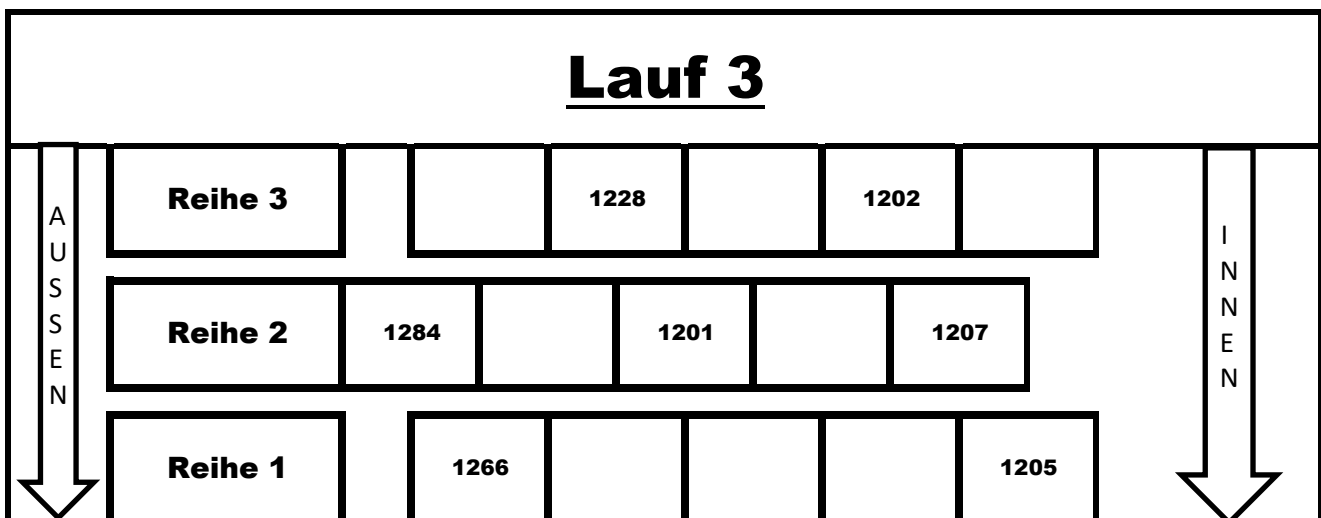 Lauf 3
AUSSEN
Reihe 3 1228 1202
Reihe 2 1284 1201 1207
Reihe 1 1266 1205
INNEN